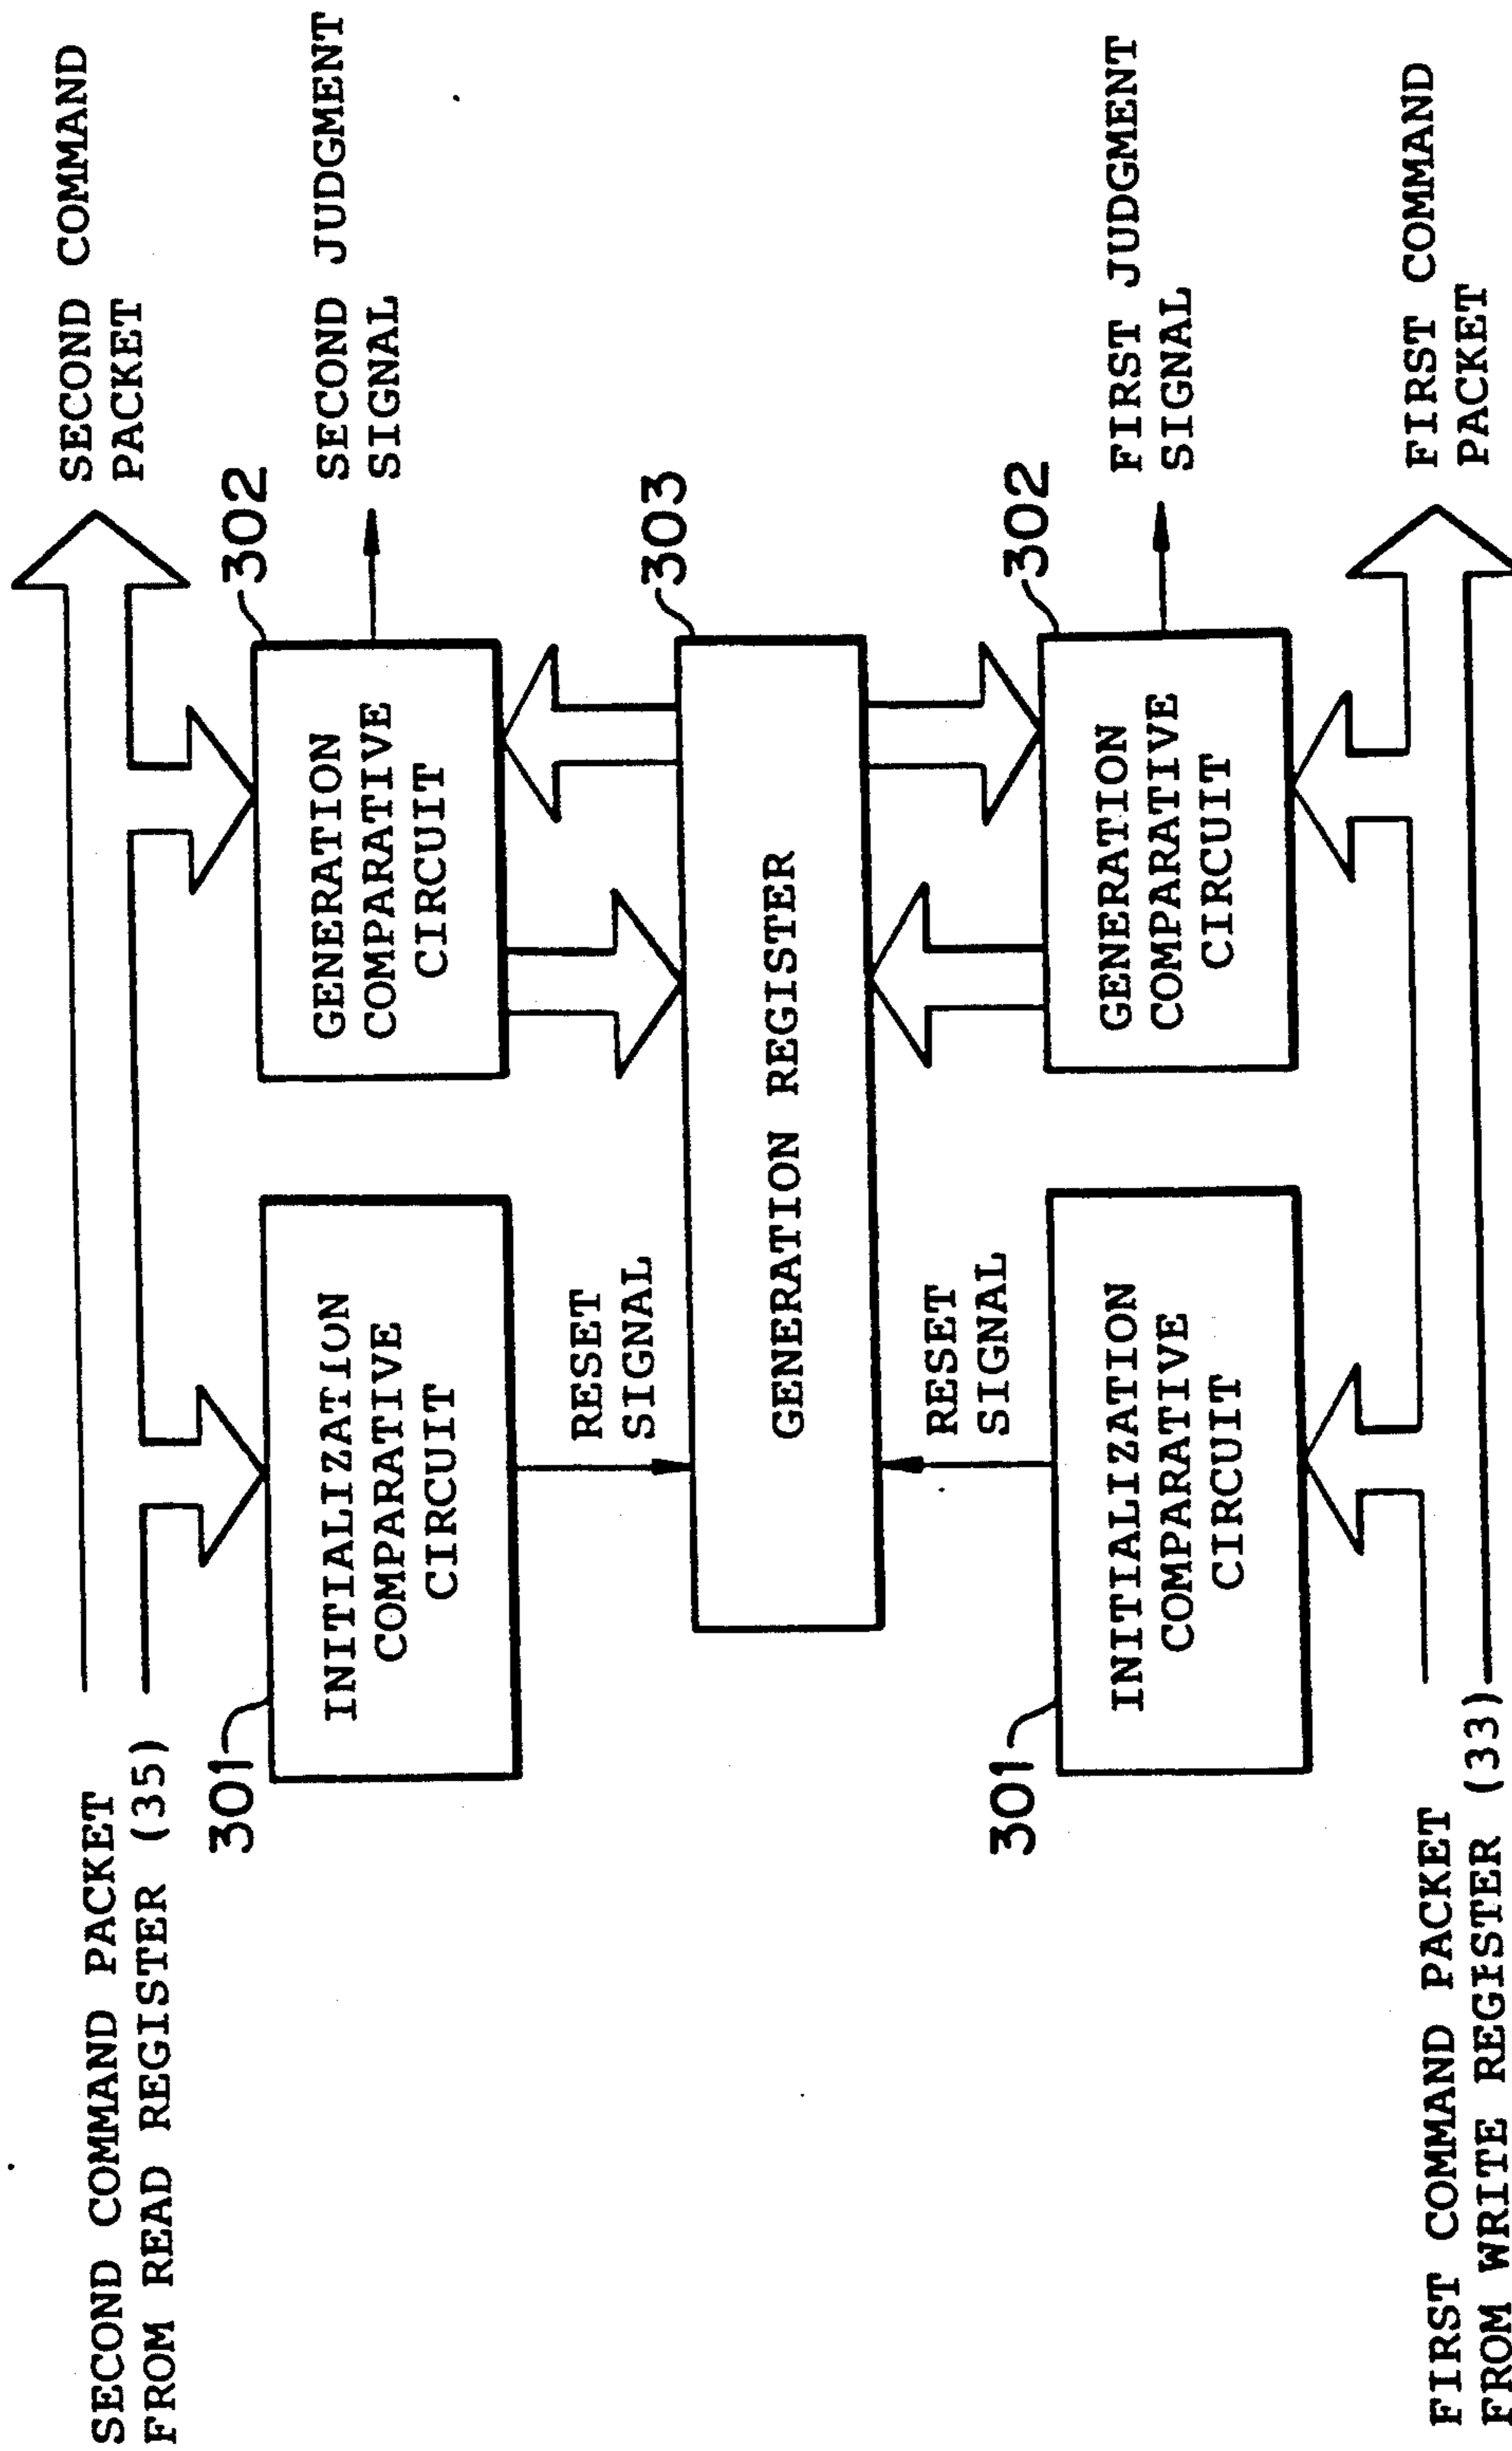 SECOND COMMAND PACKET
FROM READ REGISTER (35)
SECOND COMMAND
PACKET
301
INITIALIZATION
COMPARATIVE
CIRCUIT
302
GENERATION
COMPARATIVE
CIRCUIT
SECOND JUDGMENT
SIGNAL
RESET
SIGNAL
303
GENERATION REGISTER
RESET
SIGNAL
301
INITIALIZATION
COMPARATIVE
CIRCUIT
302
GENERATION
COMPARATIVE
CIRCUIT
FIRST JUDGMENT
SIGNAL
FIRST COMMAND PACKET
FROM WRITE REGISTER (33)
FIRST COMMAND
PACKET